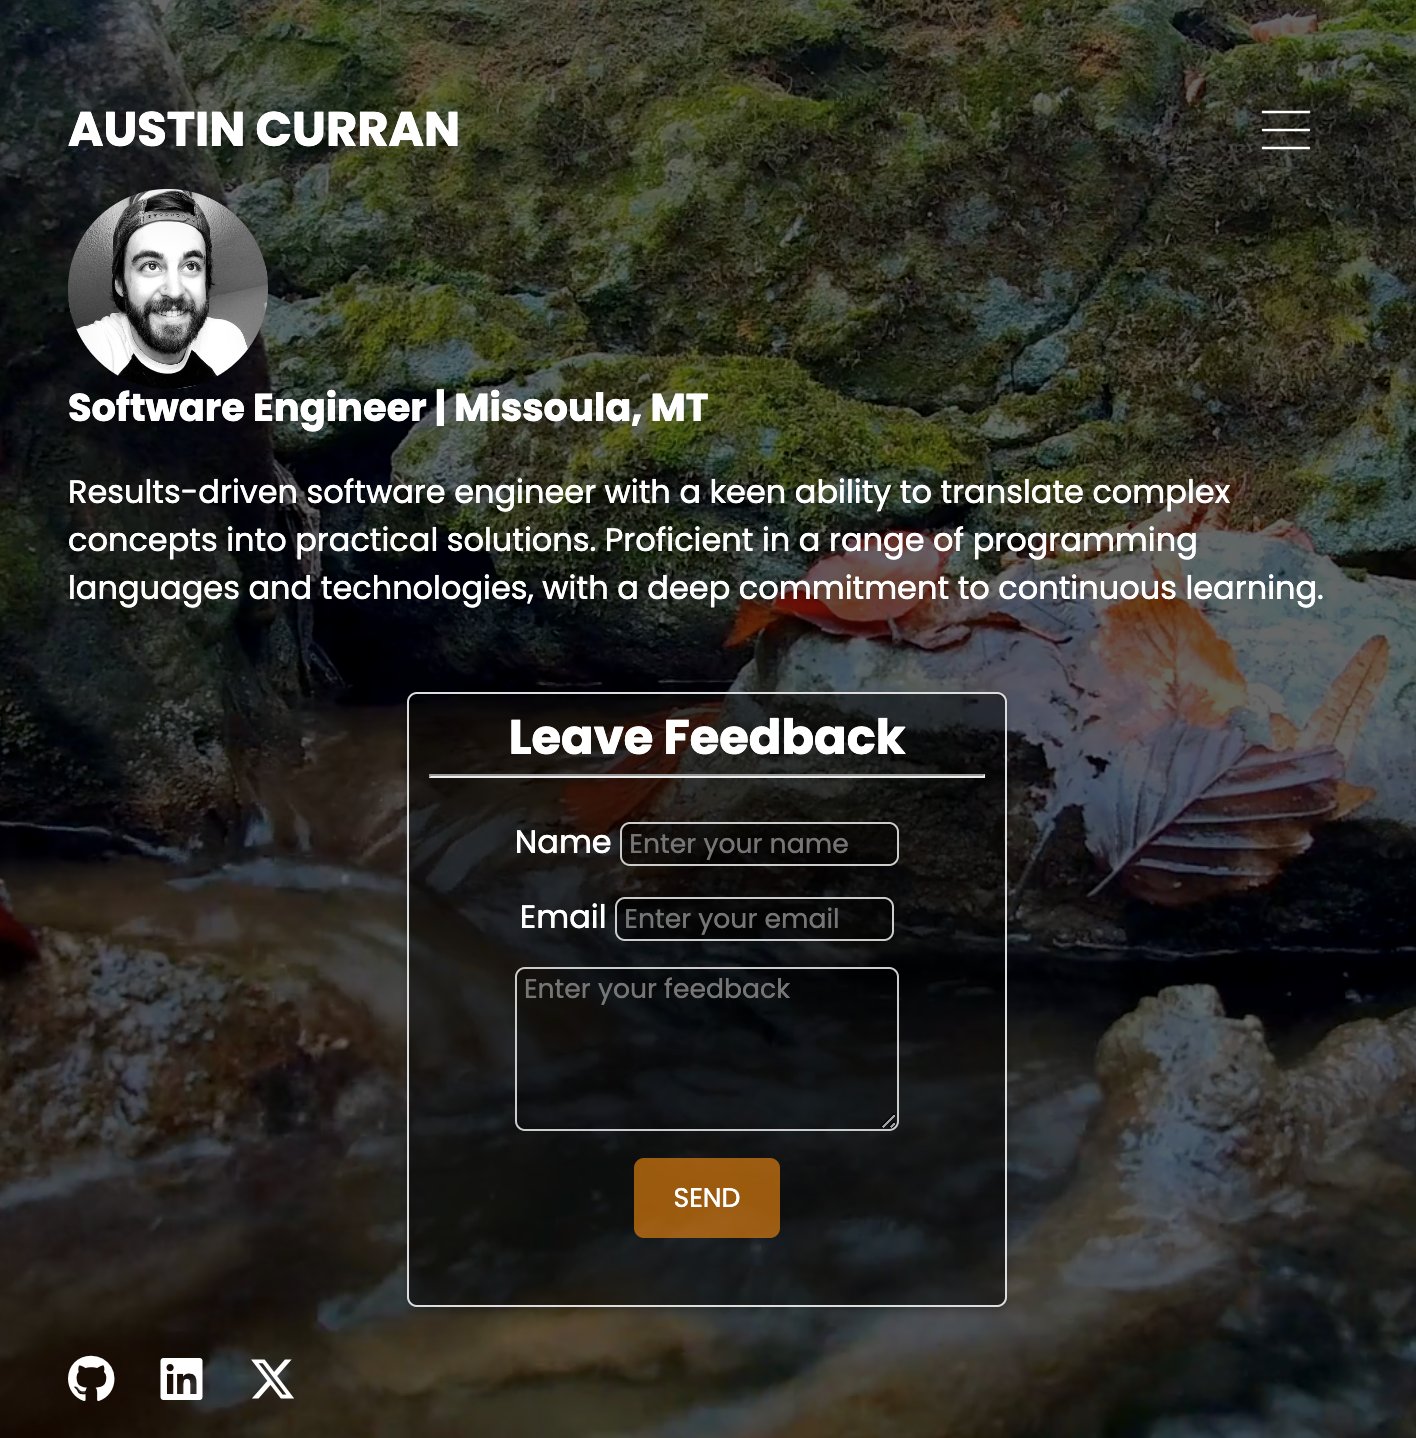 AUSTIN CURRAN
Software Engineer | Missoula, MT
Results-driven software engineer with a keen ability to translate complex
concepts into practical solutions. Proficient in a range of programming
languages and technologies, with a deep commitment to continuous learning.
Leave Feedback
Name Enter your name
Email Enter your email
Enter your feedback
SEND